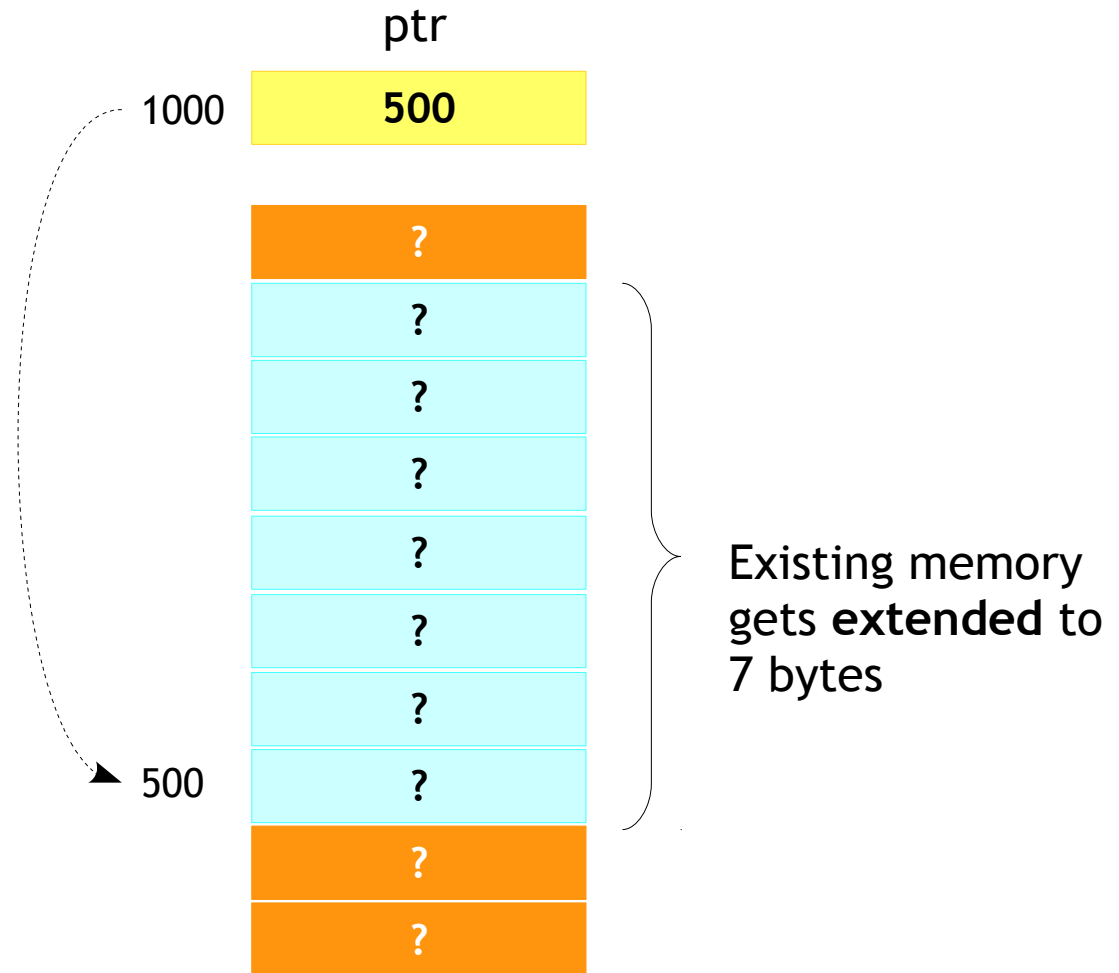 ptr
1000 500
?
?
?
?
?
?
?
500 ?
?
?
Existing memory
gets extended to
7 bytes